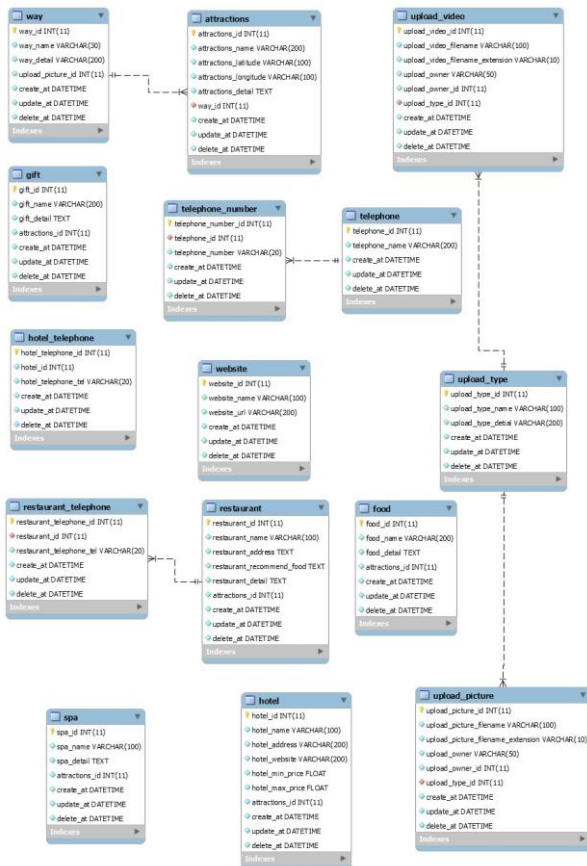 way
way_id INT(11)
way_name VARCHAR(30)
way_detail VARCHAR(200)
upload_picture_id INT(11)
create_at DATETIME
update_at DATETIME
delete_at DATETIME
Indexes
attractions
attractions_id INT(11)
attractions_name VARCHAR(200)
attractions_latitude VARCHAR(100)
attractions_longitude VARCHAR(100)
attractions_detail TEXT
way_id INT(11)
create_at DATETIME
update_at DATETIME
delete_at DATETIME
Indexes
upload_video
upload_video_id INT(11)
upload_video_filename VARCHAR(100)
upload_video_filename_extension VARCHAR(10)
upload_owner VARCHAR(50)
upload_owner_id INT(11)
upload_type_id INT(11)
create_at DATETIME
update_at DATETIME
delete_at DATETIME
Indexes
gift
gift_id INT(11)
gift_name VARCHAR(200)
gift_detail TEXT
attractions_id INT(11)
create_at DATETIME
update_at DATETIME
delete_at DATETIME
Indexes
telephone_number
telephone_number_id INT(11)
telephone_id INT(11)
telephone_number VARCHAR(20)
create_at DATETIME
update_at DATETIME
delete_at DATETIME
Indexes
telephone
telephone_id INT(11)
telephone_name VARCHAR(200)
create_at DATETIME
update_at DATETIME
delete_at DATETIME
Indexes
hotel_telephone
hotel_telephone_id INT(11)
hotel_id INT(11)
hotel_telephone_tel VARCHAR(20)
create_at DATETIME
update_at DATETIME
delete_at DATETIME
Indexes
website
website_id INT(11)
website_name VARCHAR(100)
website_url VARCHAR(200)
create_at DATETIME
update_at DATETIME
delete_at DATETIME
Indexes
upload_type
upload_type_id INT(11)
upload_type_name VARCHAR(100)
upload_type_detial VARCHAR(200)
create_at DATETIME
update_at DATETIME
delete_at DATETIME
Indexes
restaurant_telephone
restaurant_telephone_id INT(11)
restaurant_id INT(11)
restaurant_telephone_tel VARCHAR(20)
create_at DATETIME
update_at DATETIME
delete_at DATETIME
Indexes
restaurant
restaurant_id INT(11)
restaurant_name VARCHAR(100)
restaurant_address TEXT
restaurant_recommend_food TEXT
restaurant_detail TEXT
attractions_id INT(11)
create_at DATETIME
update_at DATETIME
delete_at DATETIME
Indexes
food
food_id INT(11)
food_name VARCHAR(200)
food_detail TEXT
attractions_id INT(11)
create_at DATETIME
update_at DATETIME
delete_at DATETIME
Indexes
spa
spa_id INT(11)
spa_name VARCHAR(100)
spa_detail TEXT
attractions_id INT(11)
create_at DATETIME
update_at DATETIME
delete_at DATETIME
Indexes
hotel
hotel_id INT(11)
hotel_name VARCHAR(100)
hotel_address VARCHAR(200)
hotel_website VARCHAR(200)
hotel_min_price FLOAT
hotel_max_price FLOAT
attractions_id INT(11)
create_at DATETIME
update_at DATETIME
delete_at DATETIME
Indexes
upload_picture
upload_picture_id INT(11)
upload_picture_filename VARCHAR(100)
upload_picture_filename_extension VARCHAR(10)
upload_owner VARCHAR(50)
upload_owner_id INT(11)
upload_type_id INT(11)
create_at DATETIME
update_at DATETIME
delete_at DATETIME
Indexes